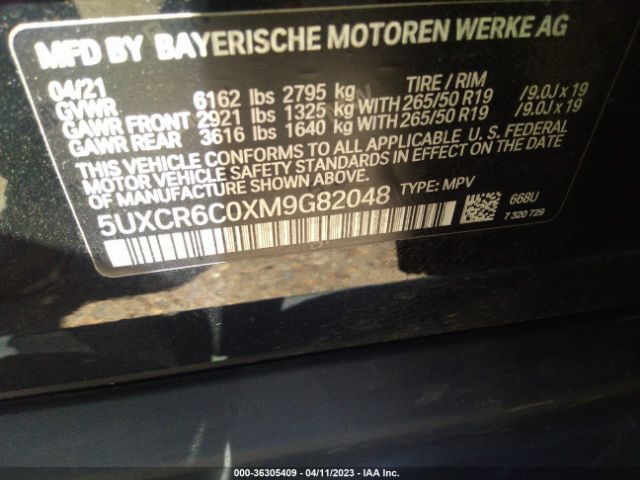 MFD BY BAYERISCHE MOTOREN WERKE AG
04/21 TIRE / RIM
GVWR 6162 lbs 2795 kg
GAWR FRONT 2921 lbs 1325 kg WITH 265/50 R19 /9.0J x 19
GAWR REAR 3616 lbs 1640 kg WITH 265/50 R19 /9.0J x 19
THIS VEHICLE CONFORMS TO ALL APPLICABLE U. S. FEDERAL
MOTOR VEHICLE SAFETY STANDARDS IN EFFECT ON THE
DATE OF MANUFACTURE SHOWN ABOVE.
5UXCR6C0XM9G82048 TYPE: MPV 668U
7 320 729
000-36305409 - 04/11/2023 - IAA Inc.